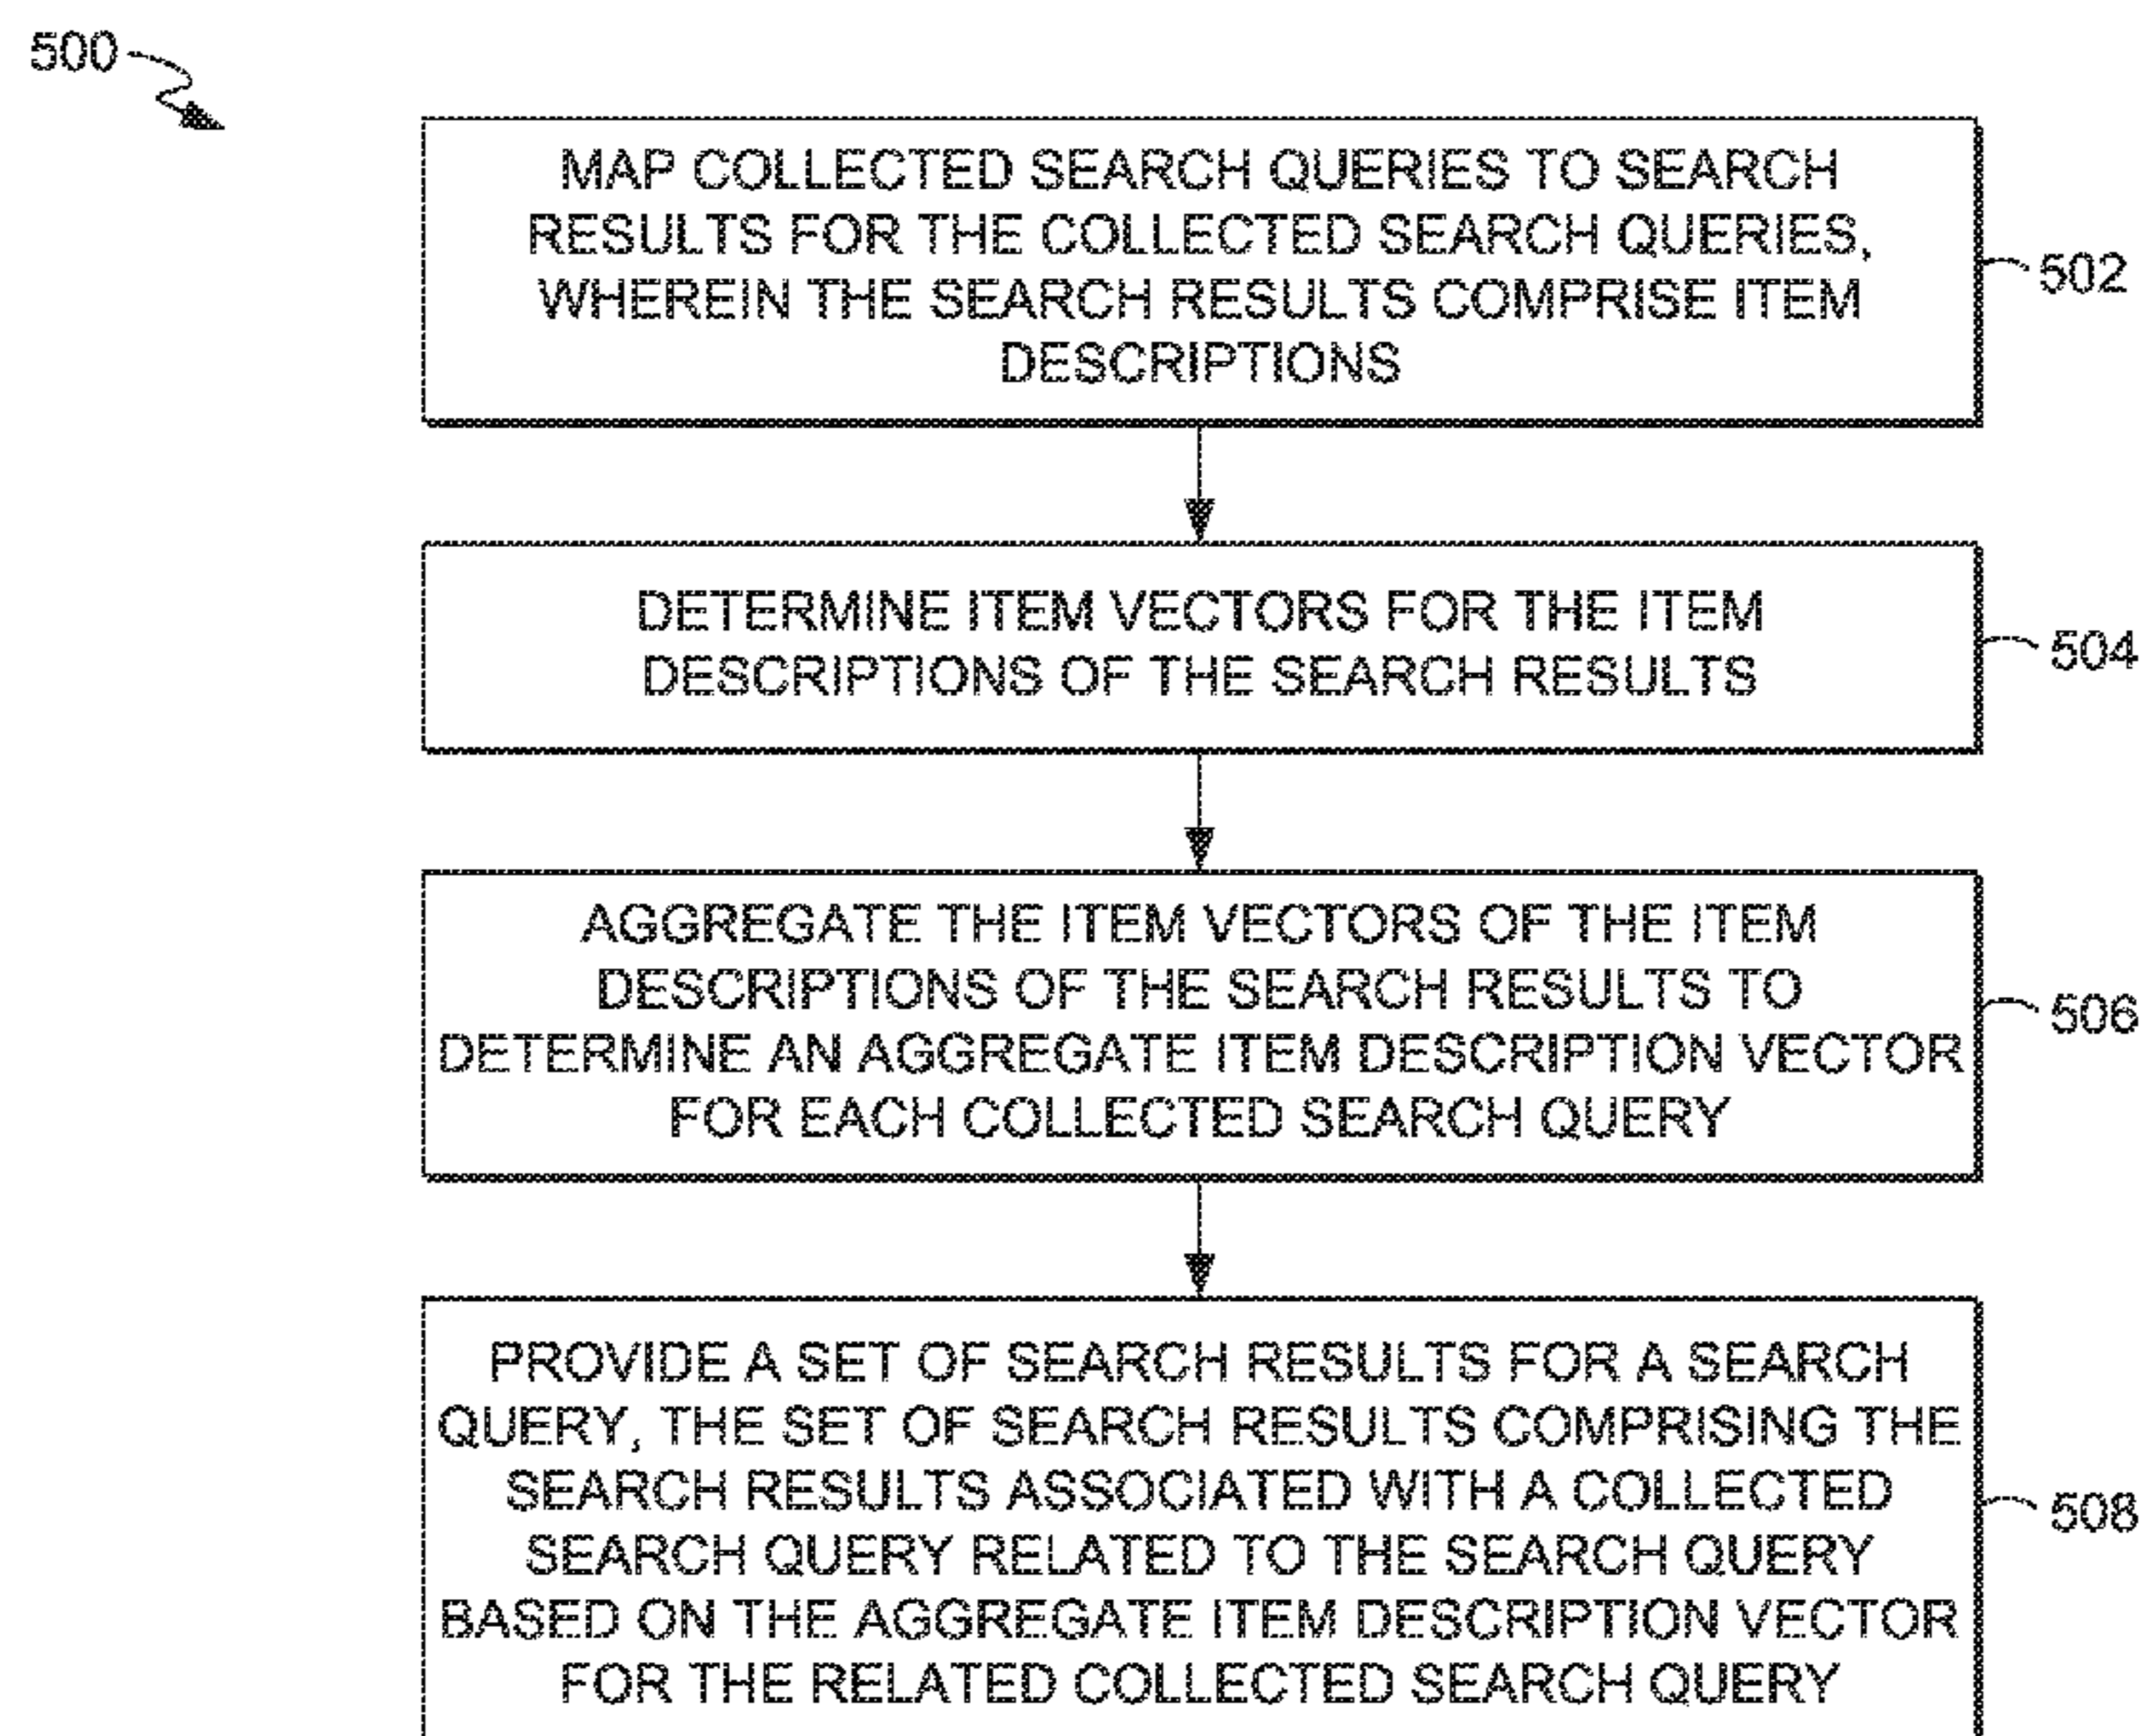 500
MAP COLLECTED SEARCH QUERIES TO SEARCH
RESULTS FOR THE COLLECTED SEARCH QUERIES,
WHEREIN THE SEARCH RESULTS COMPRISE ITEM
DESCRIPTIONS
502
DETERMINE ITEM VECTORS FOR THE ITEM
DESCRIPTIONS OF THE SEARCH RESULTS
504
AGGREGATE THE ITEM VECTORS OF THE ITEM
DESCRIPTIONS OF THE SEARCH RESULTS TO
DETERMINE AN AGGREGATE ITEM DESCRIPTION VECTOR
FOR EACH COLLECTED SEARCH QUERY
506
PROVIDE A SET OF SEARCH RESULTS FOR A SEARCH
QUERY, THE SET OF SEARCH RESULTS COMPRISING THE
SEARCH RESULTS ASSOCIATED WITH A COLLECTED
SEARCH QUERY RELATED TO THE SEARCH QUERY
BASED ON THE AGGREGATE ITEM DESCRIPTION VECTOR
FOR THE RELATED COLLECTED SEARCH QUERY
508